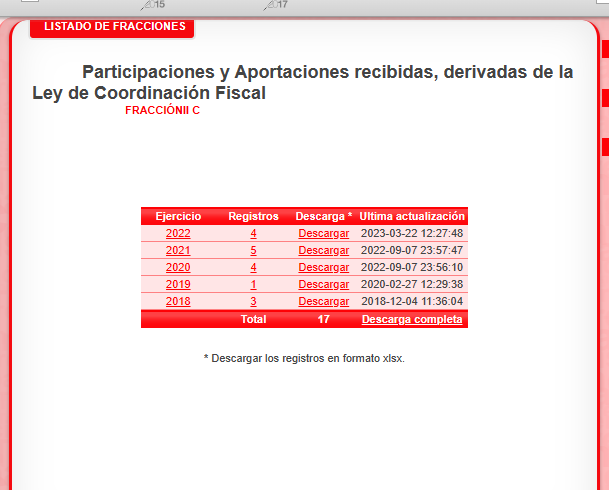 2015 2017
LISTADO DE FRACCIONES
Participaciones y Aportaciones recibidas, derivadas de la
Ley de Coordinación Fiscal
FRACCIÓNII C
Ejercicio Registros Descarga * Ultima actualización
2022 4 Descargar 2023-03-22 12:27:48
2021 5 Descargar 2022-09-07 23:57:47
2020 4 Descargar 2022-09-07 23:56:10
2019 1 Descargar 2020-02-27 12:29:38
2018 3 Descargar 2018-12-04 11:36:04
Total 17 Descarga completa
* Descargar los registros en formato xlsx.